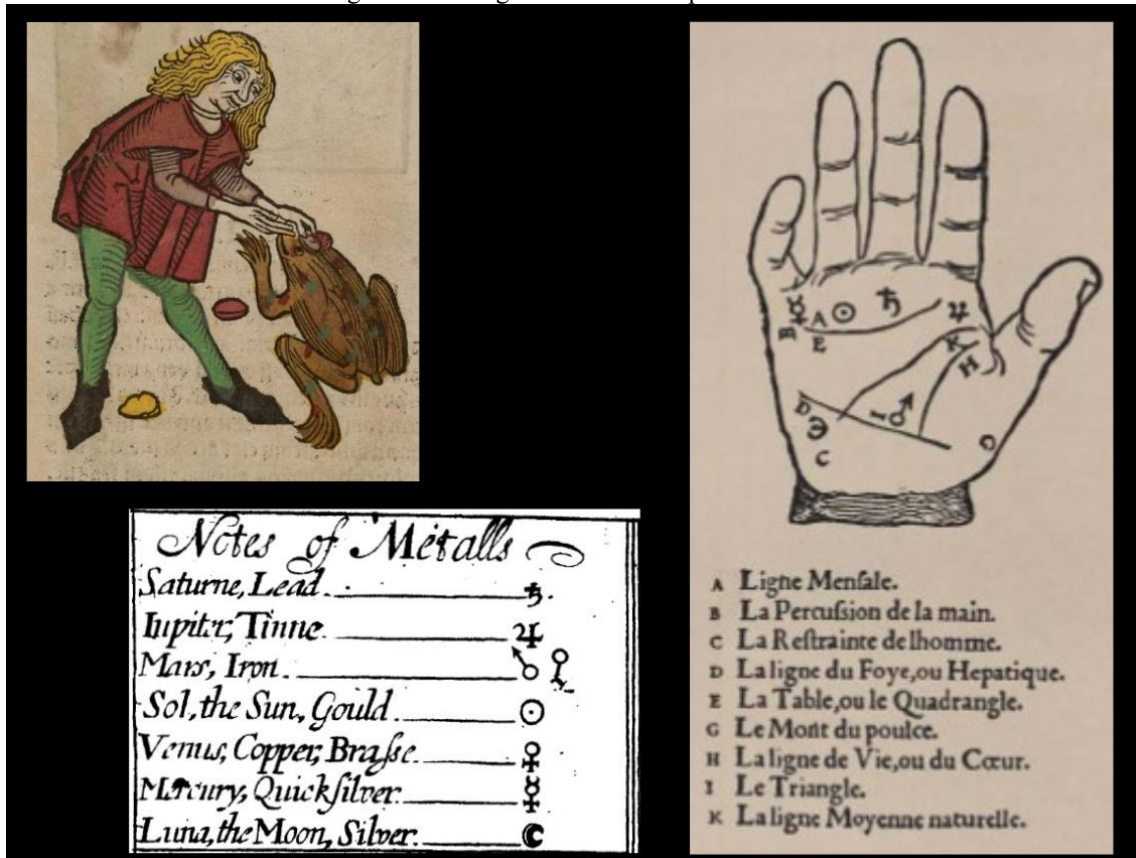 Notes of Metalls
Saturne, Lead. ♄.
Iupiter, Tinne. ♃
Mars, Iron. ♂
Sol, the Sun, Gould. ☉
Venus, Copper, Braſse. ♀
Mercury, Quickſilver. ☿
Luna, the Moon, Silver. ☾
☿ A ☉ ♄ ♃
B E K
H
D I ♂
C
A Ligne Menſale.
B La Percuſsion de la main.
C La Reſtrainte de lhomme.
D La ligne du Foye, ou Hepatique.
E La Table, ou le Quadrangle.
G Le Mont du poulce.
H La ligne de Vie, ou du Cœur.
I Le Triangle.
K La ligne Moyenne naturelle.